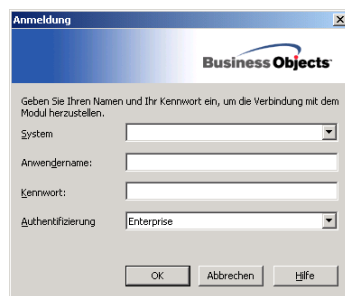 Anmeldung
Business Objects
Geben Sie Ihren Namen und Ihr Kennwort ein, um die Verbindung mit dem
Modul herzustellen.
System
Anwendername:
Kennwort:
Authentifizierung Enterprise
OK Abbrechen Hilfe